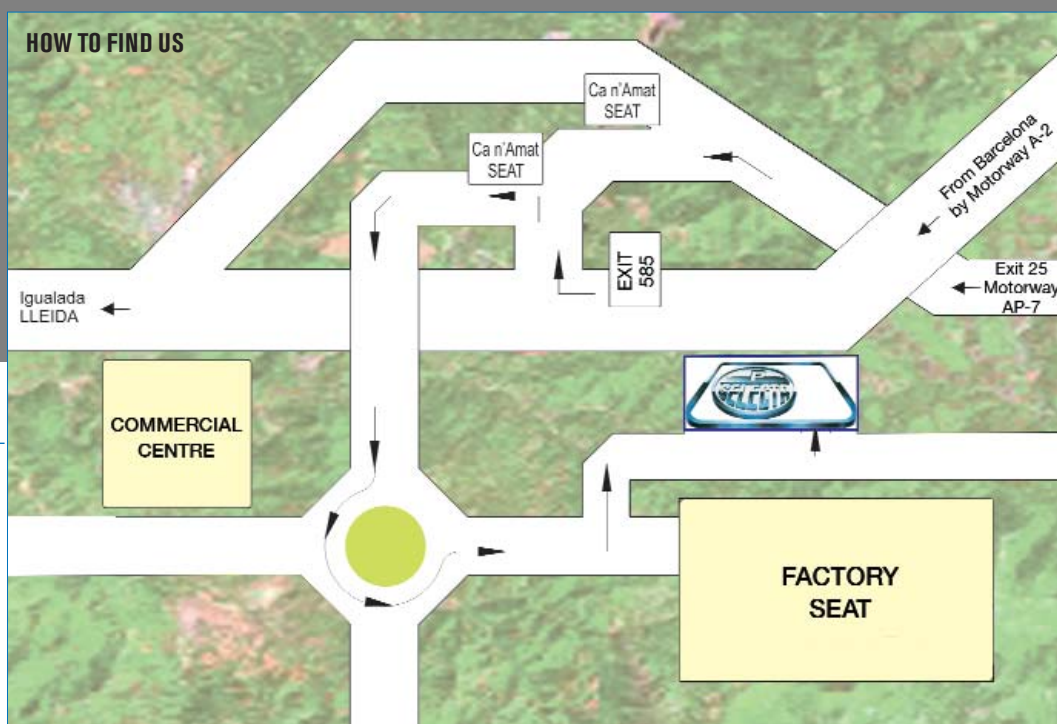 HOW TO FIND US
Ca n'Amat
SEAT
Ca n'Amat
SEAT
From Barcelona
by Motorway A-2
EXIT
585
Exit 25
Motorway
AP-7
Igualada
LLEIDA
P
SELECTA
COMMERCIAL
CENTRE
FACTORY
SEAT